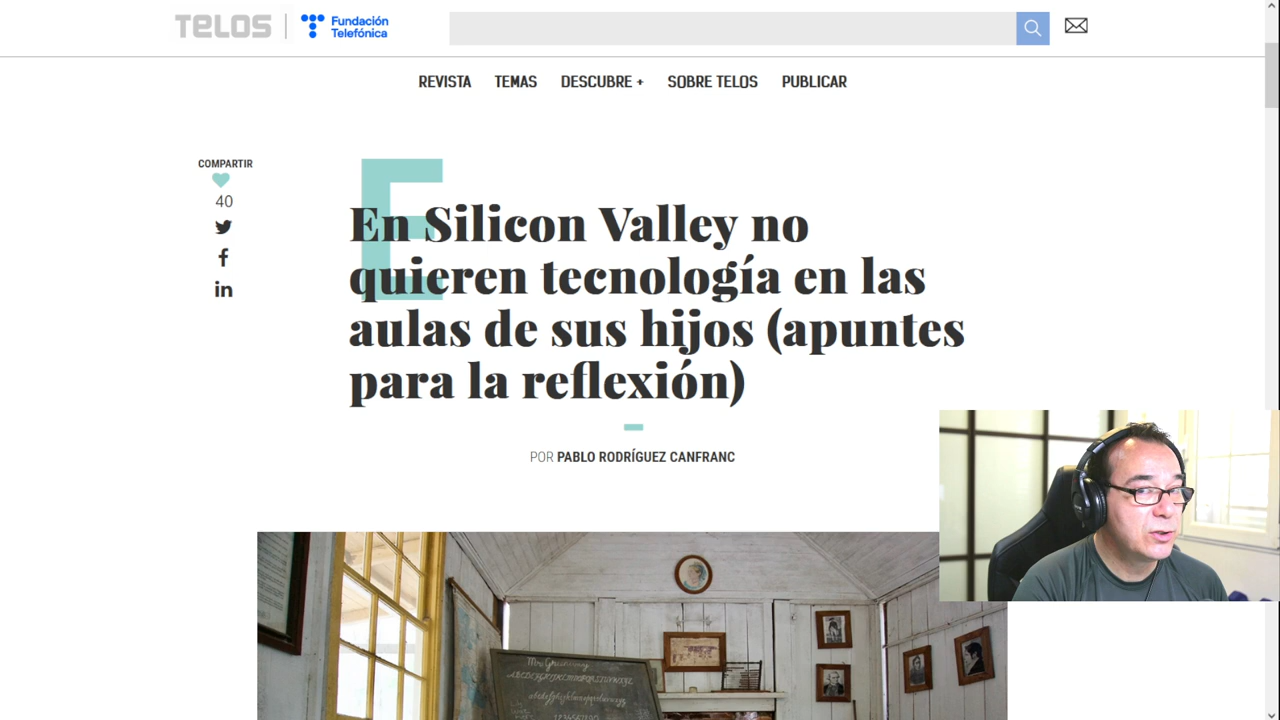 TELOS
Fundación
Telefónica
REVISTA TEMAS DESCUBRE + SOBRE TELOS PUBLICAR
COMPARTIR
40
E
En Silicon Valley no
quieren tecnología en las
aulas de sus hijos (apuntes
para la reflexión)
POR PABLO RODRÍGUEZ CANFRANC